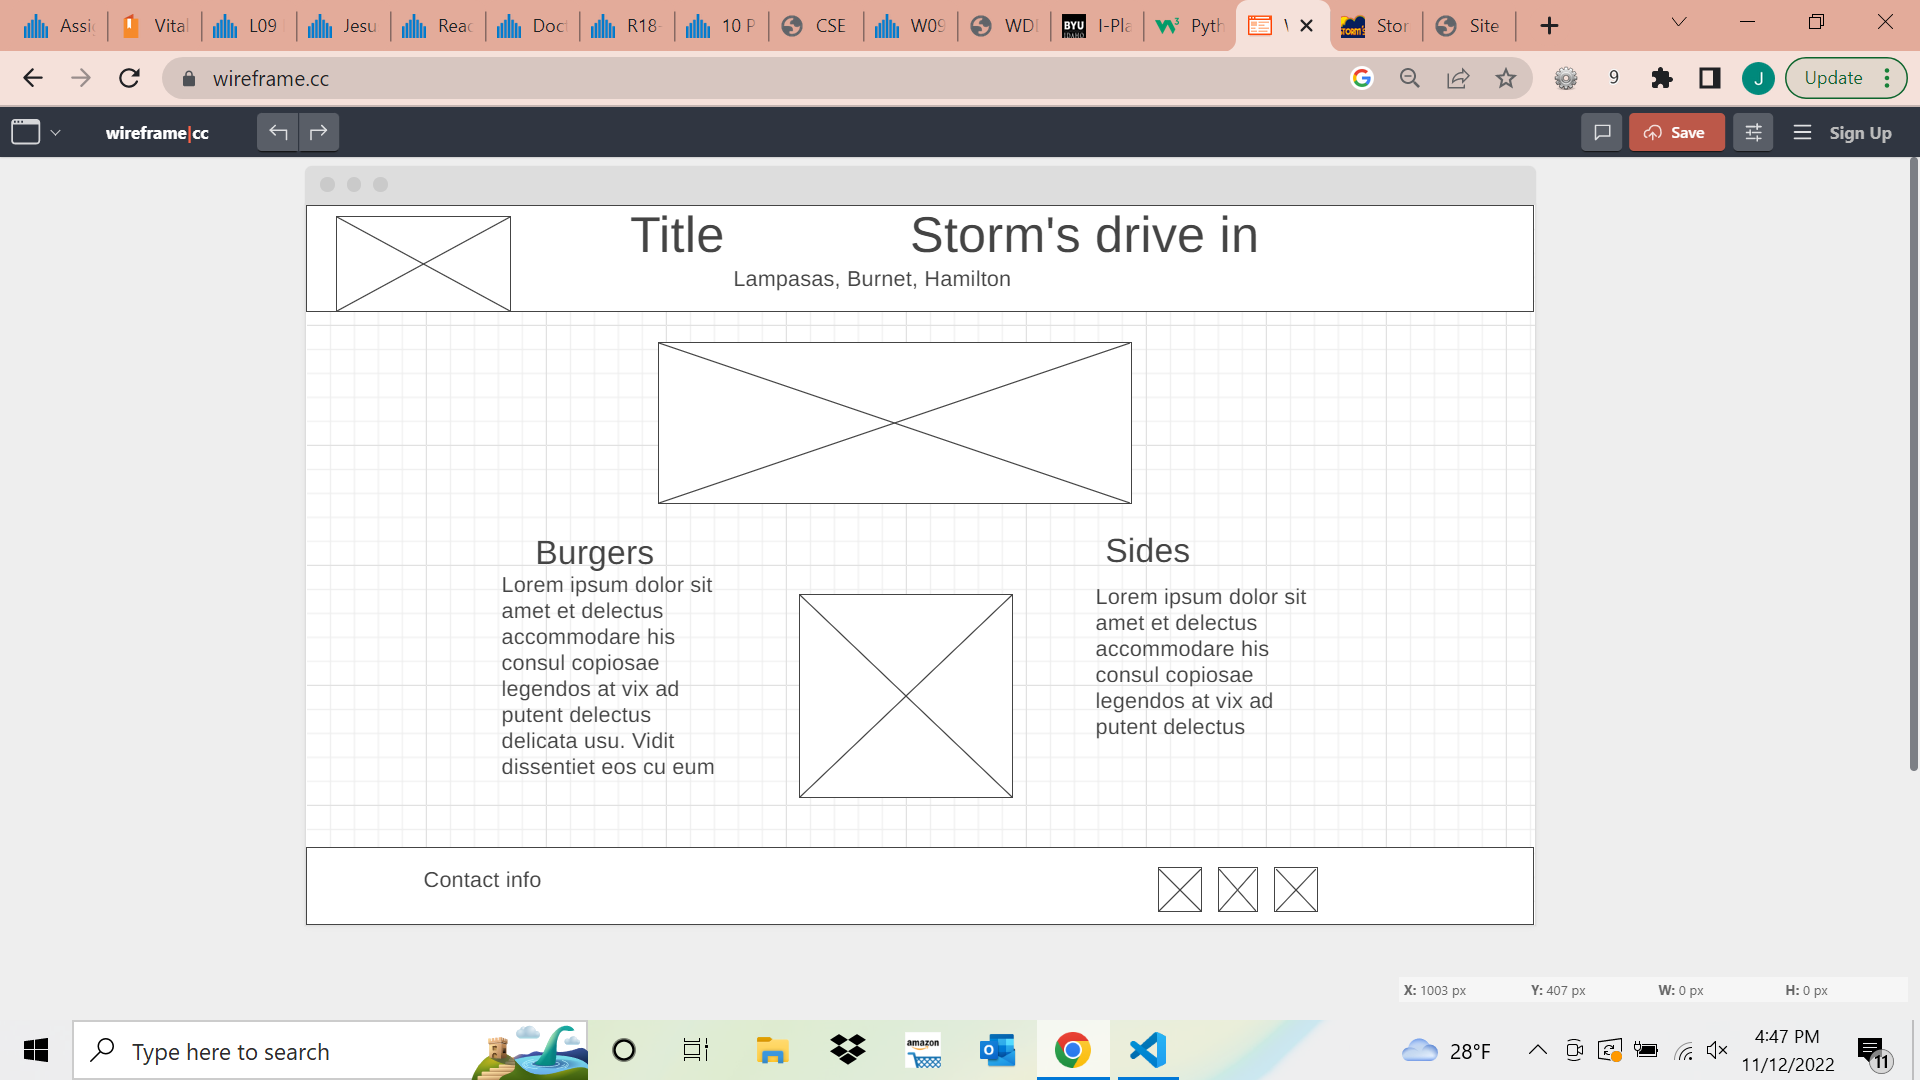 Assi
Vital
L09
Jesu
Reac
Doct
R18-
10 P
CSE
W09
WDI
BYU
IDAHO
I-Pla
Pyth
Stor
Site
wireframe.cc
9
J
Update
wireframe|cc
Save
Sign Up
Title
Storm's drive in
Lampasas, Burnet, Hamilton
Burgers
Lorem ipsum dolor sit
amet et delectus
accommodare his
consul copiosae
legendos at vix ad
putent delectus
delicata usu. Vidit
dissentiet eos cu eum
Sides
Lorem ipsum dolor sit
amet et delectus
accommodare his
consul copiosae
legendos at vix ad
putent delectus
Contact info
X: 1003 px
Y: 407 px
W: 0 px
H: 0 px
Type here to search
amazon
28°F
4:47 PM
11/12/2022
11